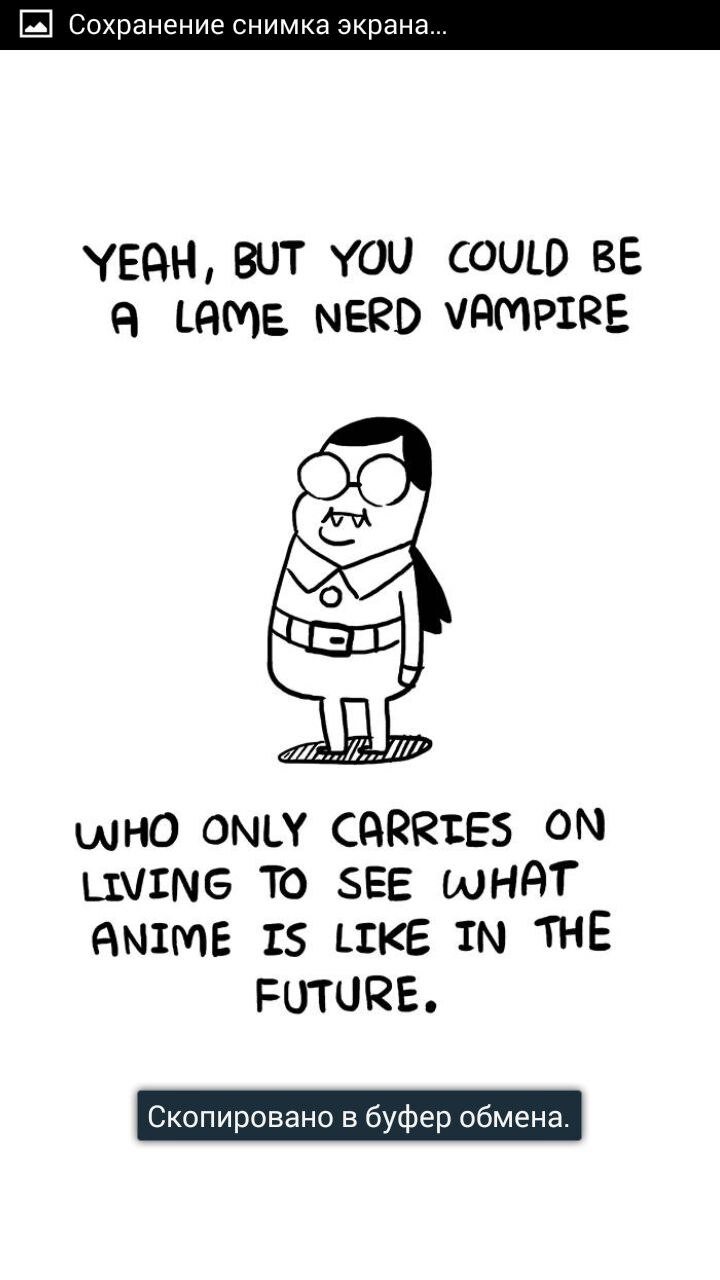 Сохранение снимка экрана...
YEAH, BUT YOU COULD BE
A LAME NERD VAMPIRE
WHO ONLY CARRIES ON
LIVING TO SEE WHAT
ANIME IS LIKE IN THE
FUTURE.
Скопировано в буфер обмена.